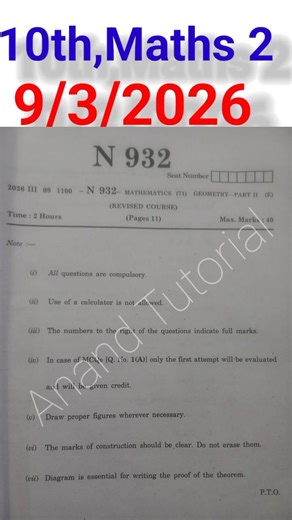 10th,Maths 2
9/3/2026
N 932
Seat Number
2026 III 09 1100 – N 932– MATHEMATICS (71) GEOMETRY—PART II (E)
(REVISED COURSE)
Time : 2 Hours (Pages 11) Max. Marks : 40
Note :—
(i) All questions are compulsory.
(ii) Use of a calculator is not allowed.
(iii) The numbers to the right of the questions indicate full marks.
(iv) In case of MCQs [Q. No. 1(A)] only the first attempt will be evaluated
and will be given credit.
(v) Draw proper figures wherever necessary.
(vi) The marks of construction should be clear. Do not erase them.
(vii) Diagram is essential for writing the proof of the theorem.
P.T.O.
Anand Tutorial